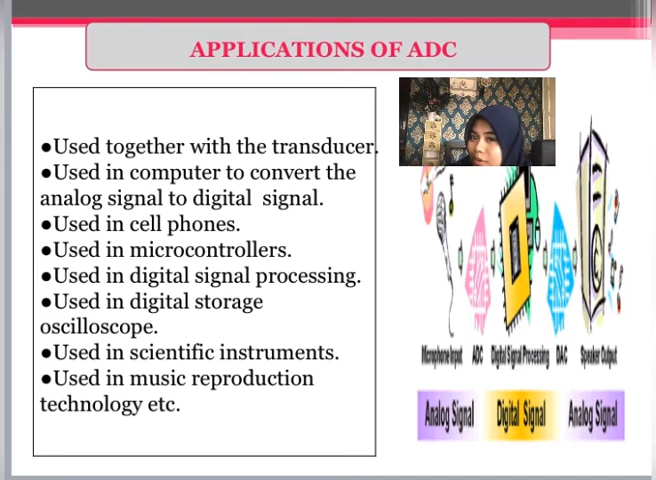 APPLICATIONS OF ADC
●Used together with the transducer.
●Used in computer to convert the
analog signal to digital signal.
●Used in cell phones.
●Used in microcontrollers.
●Used in digital signal processing.
●Used in digital storage
oscilloscope.
●Used in scientific instruments.
●Used in music reproduction
technology etc.
Microphone Input ADC Digital Signal Processing DAC Speaker Output
Analog Signal Digital Signal Analog Signal